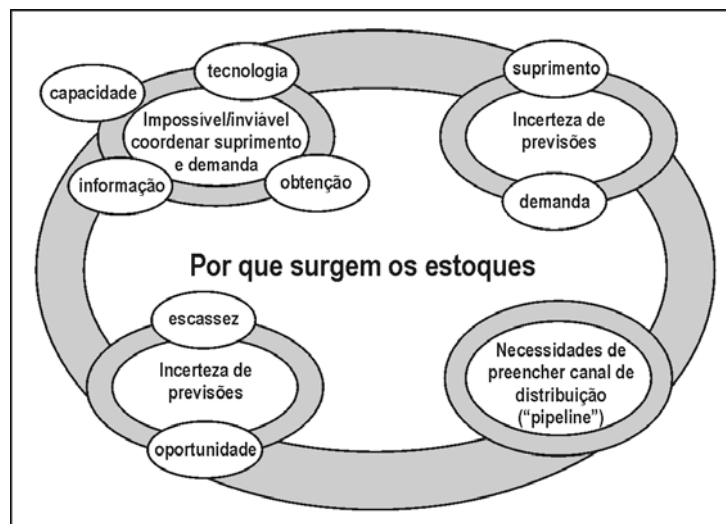 tecnologia
capacidade
Impossível/inviável
coordenar suprimento
e demanda
informação
obtenção
suprimento
Incerteza de
previsões
demanda
Por que surgem os estoques
escassez
Incerteza de
previsões
oportunidade
Necessidades de
preencher canal de
distribuição
(“pipeline”)